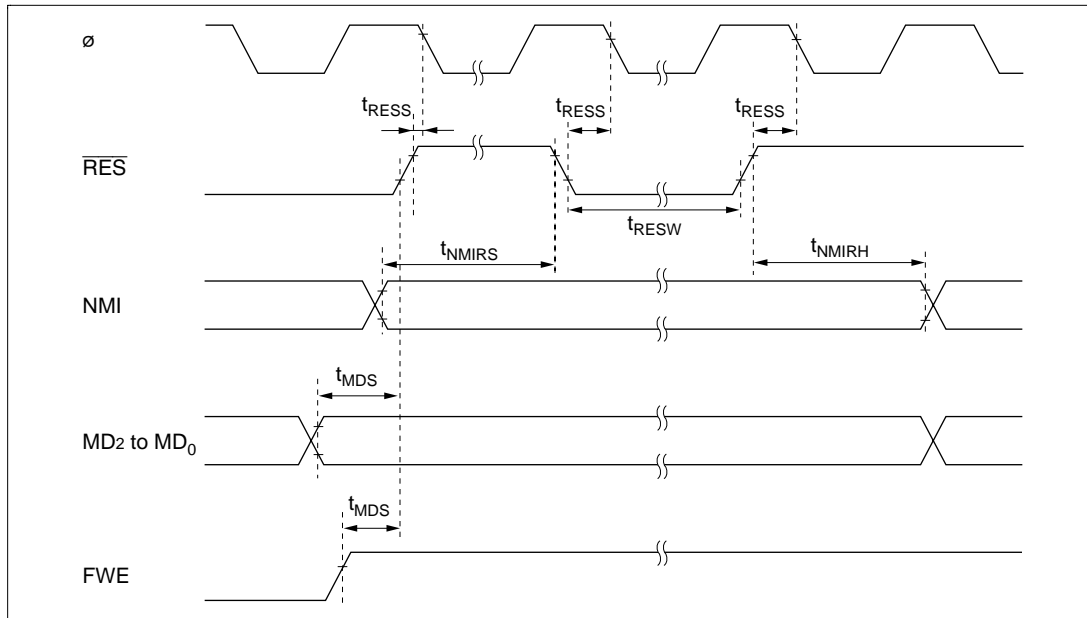 ø
tRESS
tRESS
tRESS
RES
tRESW
tNMIRS
tNMIRH
NMI
tMDS
MD2 to MD0
tMDS
FWE